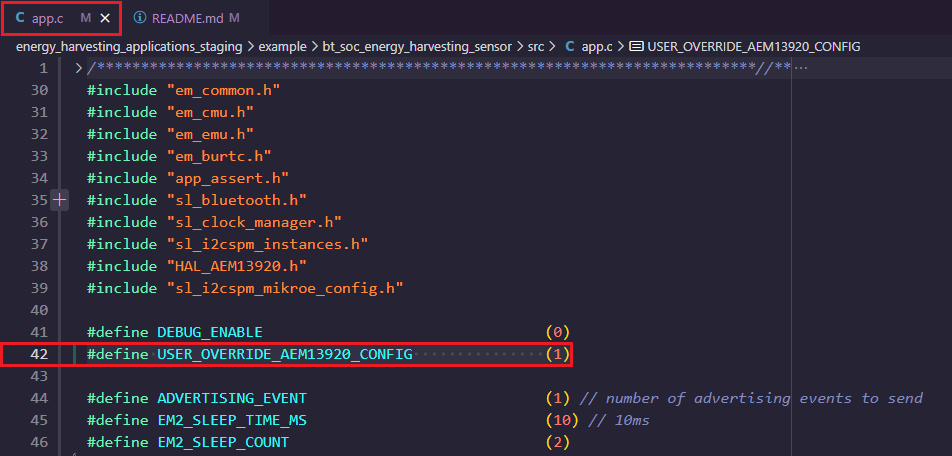 app.c M × README.md M
energy_harvesting_applications_staging > example > bt_soc_energy_harvesting_sensor > src > C app.c > USER_OVERRIDE_AEM13920_CONFIG
1 > /***************************************************************************//**···
30 #include "em_common.h"
31 #include "em_cmu.h"
32 #include "em_emu.h"
33 #include "em_burtc.h"
34 #include "app_assert.h"
35 #include "sl_bluetooth.h"
36 #include "sl_clock_manager.h"
37 #include "sl_i2cspm_instances.h"
38 #include "HAL_AEM13920.h"
39 #include "sl_i2cspm_mikroe_config.h"
40
41 #define DEBUG_ENABLE (0)
42 #define USER_OVERRIDE_AEM13920_CONFIG (1)
43
44 #define ADVERTISING_EVENT (1) // number of advertising events to send
45 #define EM2_SLEEP_TIME_MS (10) // 10ms
46 #define EM2_SLEEP_COUNT (2)